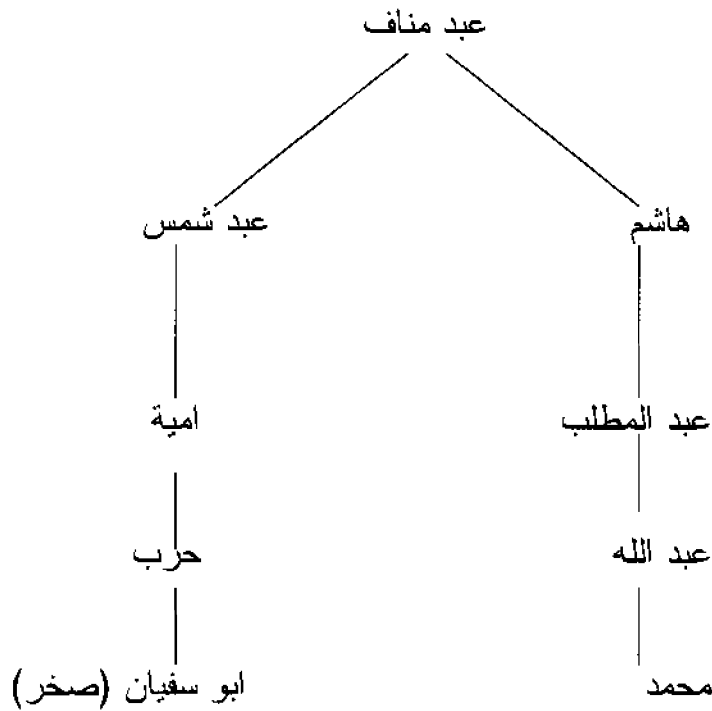 عبد مناف
هاشم
عبد شمس
عبد المطلب
امية
عبد الله
حرب
محمد
ابو سفيان (صخر)